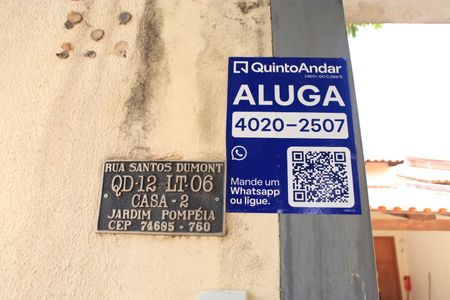 RUA SANTOS DUMONT
QD-12 LT-06
CASA - 2
JARDIM POMPÉIA
CEP 74685-760
QuintoAndar
ALUGA
4020-2507
Mande um
Whatsapp
ou ligue.